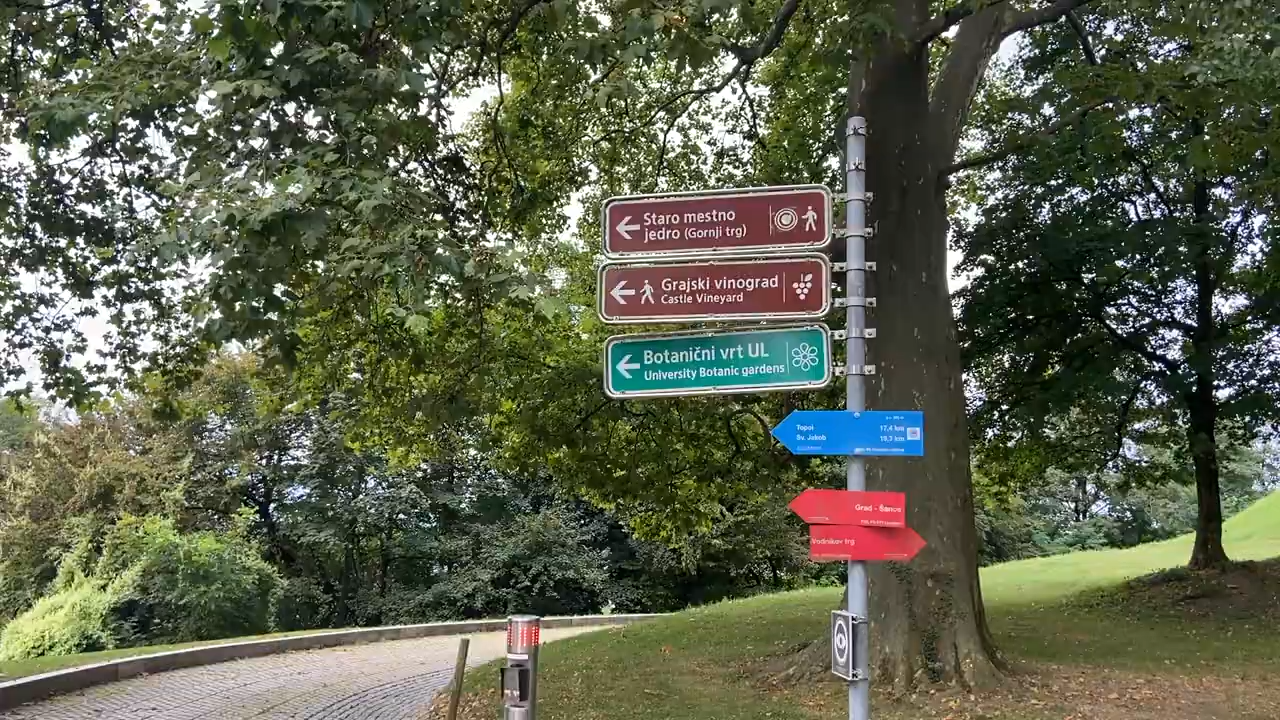 Staro mestno
jedro (Gornji trg)
Grajski vinograd
Castle Vineyard
Botanični vrt UL
University Botanic gardens
Topol 17,4 km
Sv. Jakob 19,3 km
Grad - Šance
Vodnikov trg